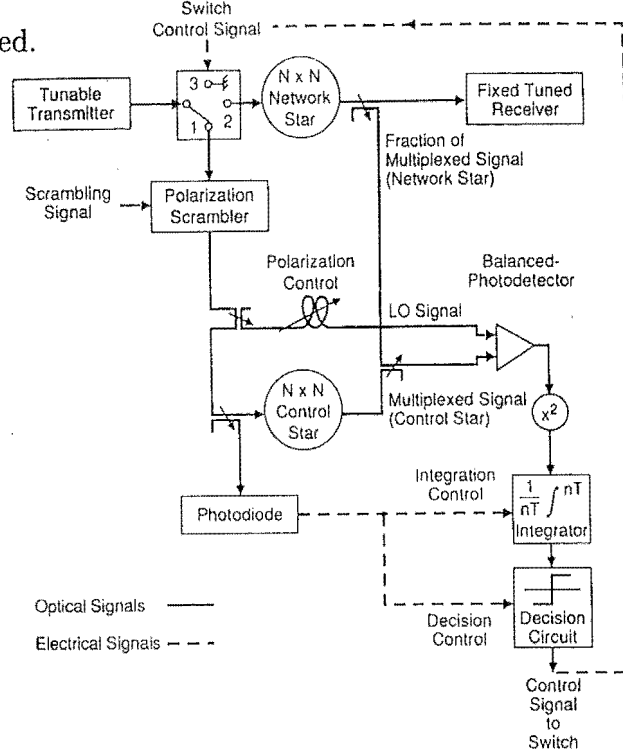 Switch
Control Signal
ed.
Tunable
Transmitter
3
1
2
N x N
Network
Star
Fixed Tuned
Receiver
Fraction of
Multiplexed Signal
(Network Star)
Scrambling
Signal
Polarization
Scrambler
Polarization
Control
Balanced-
Photodetector
LO Signal
N x N
Control
Star
Multiplexed Signal
(Control Star)
x²
Integration
Control
1
nT
∫
nT
Integrator
Photodiode
Optical Signals
Electrical Signals
Decision
Control
Decision
Circuit
Control
Signal
to
Switch